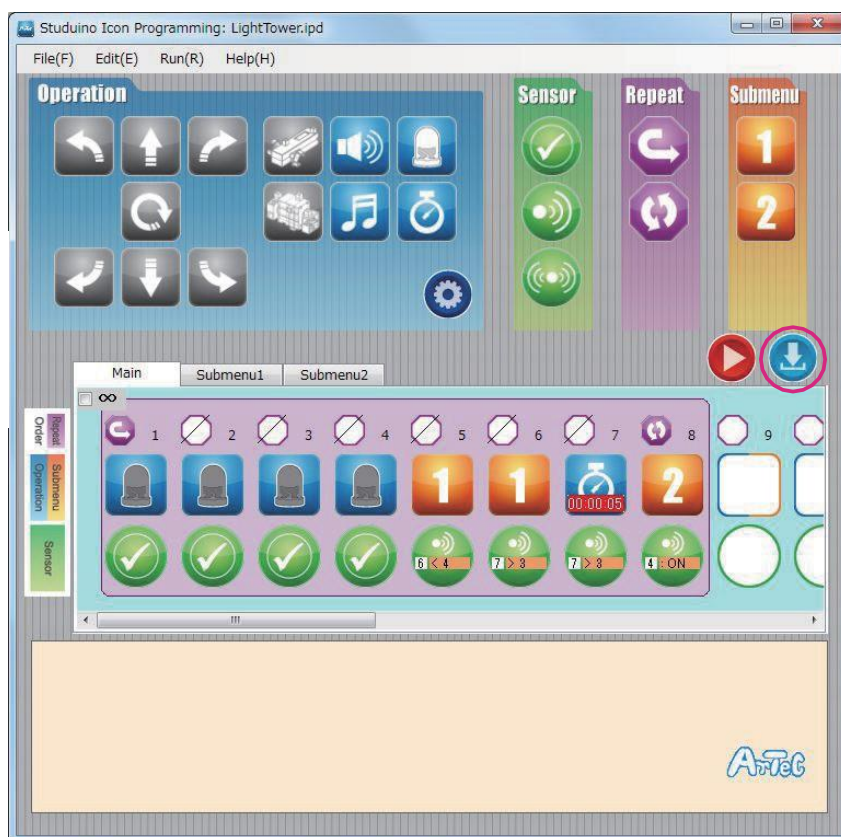 Studuino Icon Programming: LightTower.ipd
File(F) Edit(E) Run(R) Help(H)
Operation
Sensor
Repeat
Submenu
1
2
Main Submenu1 Submenu2
∞
1 2 3 4 5 6 7 8 9
Repeat
Order
Submenu
Operation
Sensor
1 1 00:00:05 2
6 < 4 7 > 3 7 > 3 4 : ON
ArTeC